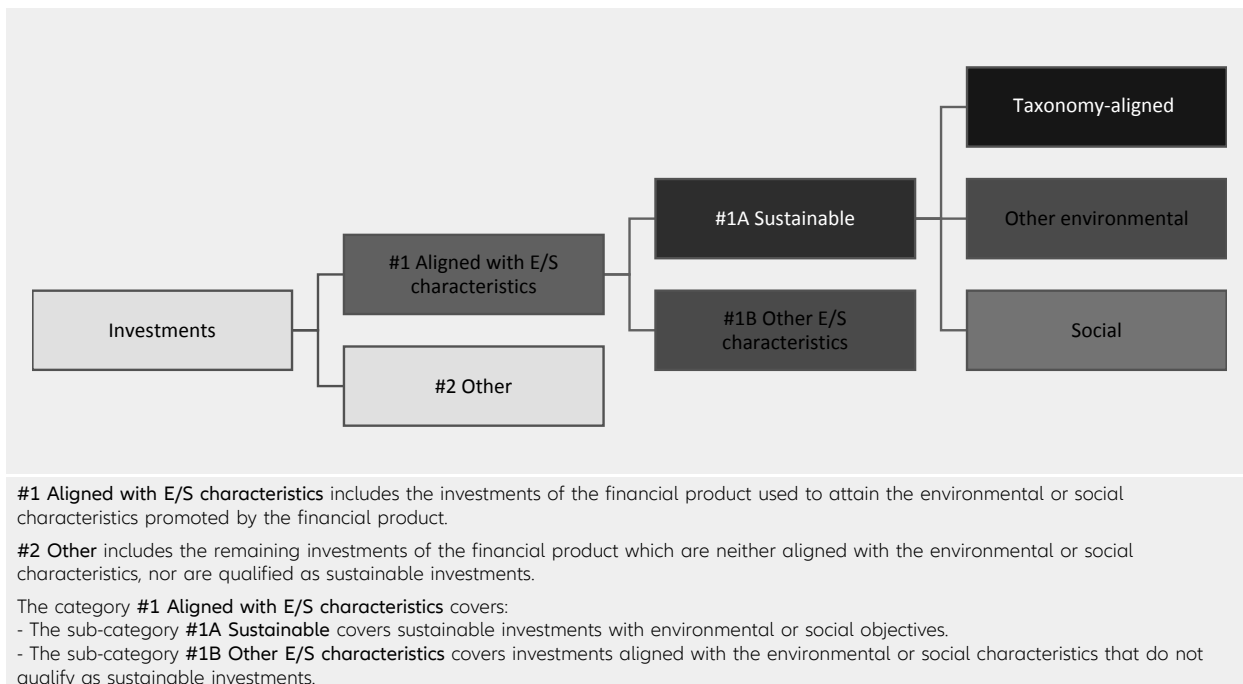 Taxonomy-aligned
#1A Sustainable
Other environmental
#1 Aligned with E/S
characteristics
Investments
#1B Other E/S
characteristics
Social
#2 Other
#1 Aligned with E/S characteristics includes the investments of the financial product used to attain the environmental or social
characteristics promoted by the financial product.
#2 Other includes the remaining investments of the financial product which are neither aligned with the environmental or social
characteristics, nor are qualified as sustainable investments.
The category #1 Aligned with E/S characteristics covers:
- The sub-category #1A Sustainable covers sustainable investments with environmental or social objectives.
- The sub-category #1B Other E/S characteristics covers investments aligned with the environmental or social characteristics that do not
qualify as sustainable investments.